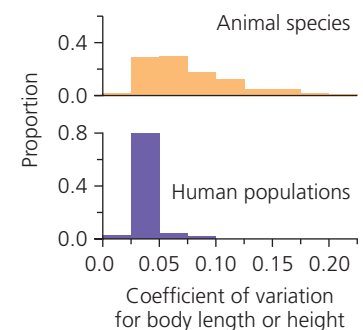 Animal species
0.4
0.0
Proportion
0.8
Human populations
0.4
0.0
0.0 0.05 0.10 0.15 0.20
Coefficient of variation
for body length or height